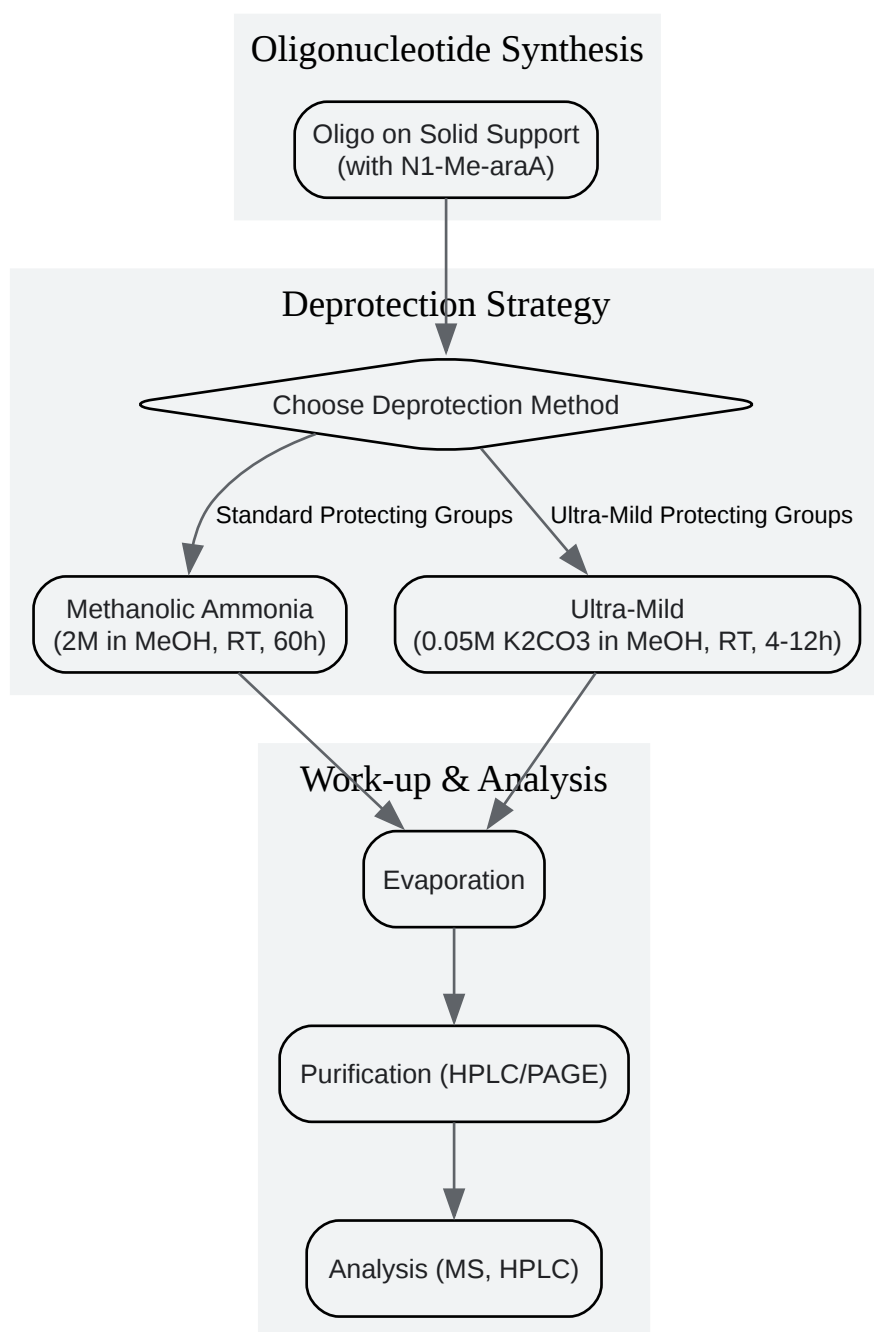 Oligonucleotide Synthesis
Oligo on Solid Support
(with N1-Me-araA)
Deprotection Strategy
Choose Deprotection Method
Standard Protecting Groups
Ultra-Mild Protecting Groups
Methanolic Ammonia
(2M in MeOH, RT, 60h)
Ultra-Mild
(0.05M K2CO3 in MeOH, RT, 4-12h)
Work-up & Analysis
Evaporation
Purification (HPLC/PAGE)
Analysis (MS, HPLC)